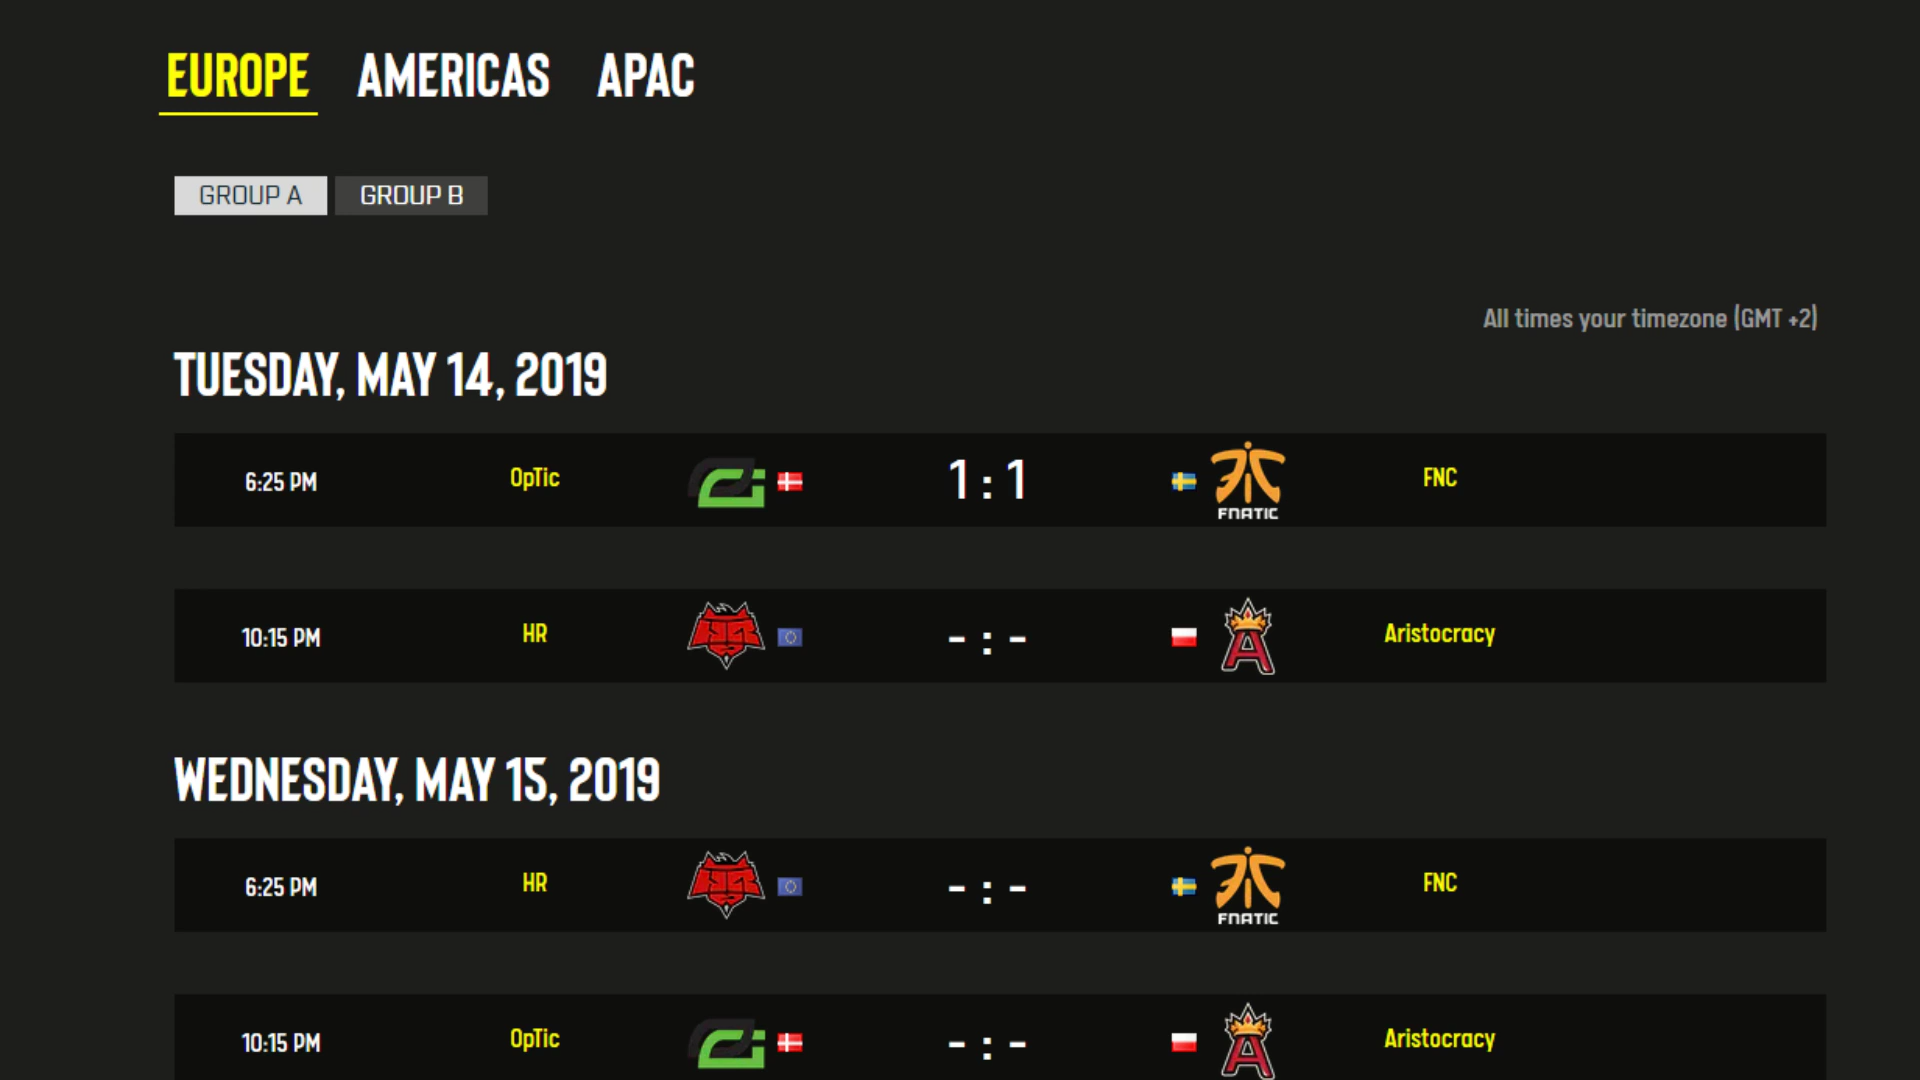 EUROPE AMERICAS APAC
GROUP A GROUP B
All times your timezone (GMT +2)
TUESDAY, MAY 14, 2019
6:25 PM OpTic 1 : 1 FNATIC FNC
10:15 PM HR HR - : - A Aristocracy
WEDNESDAY, MAY 15, 2019
6:25 PM HR HR - : - FNATIC FNC
10:15 PM OpTic - : - A Aristocracy